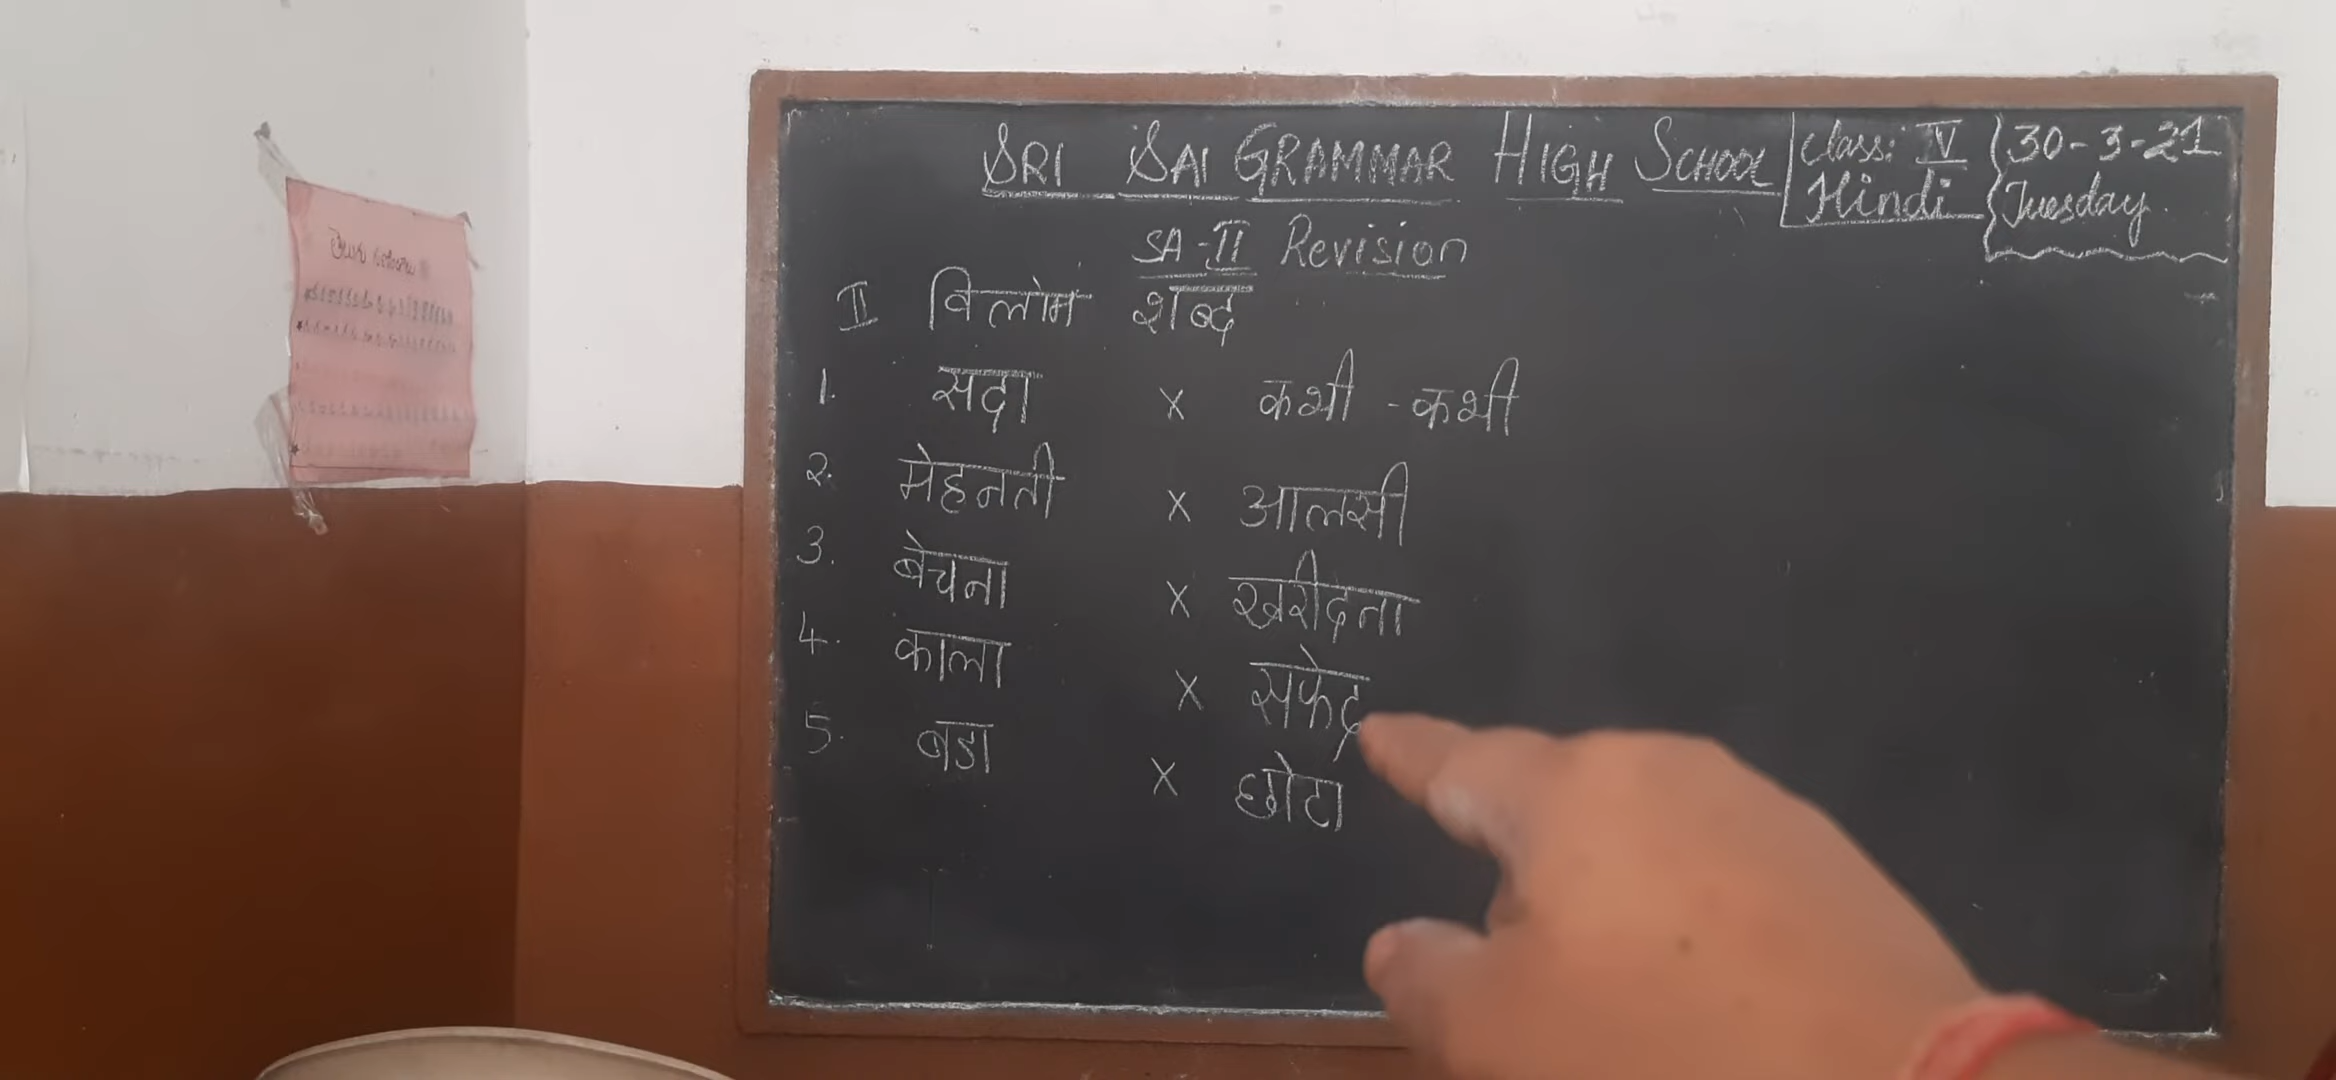 SRI SAI GRAMMAR HIGH SCHOOL
Class: IV
Hindi
30-3-21
Tuesday
SA-II Revision
II विलोम शब्द
1. सदा x कभी - कभी
2. मेहनती x आलसी
3. बेचना x खरीदना
4. काला x सफेद
5. बडा x छोटा